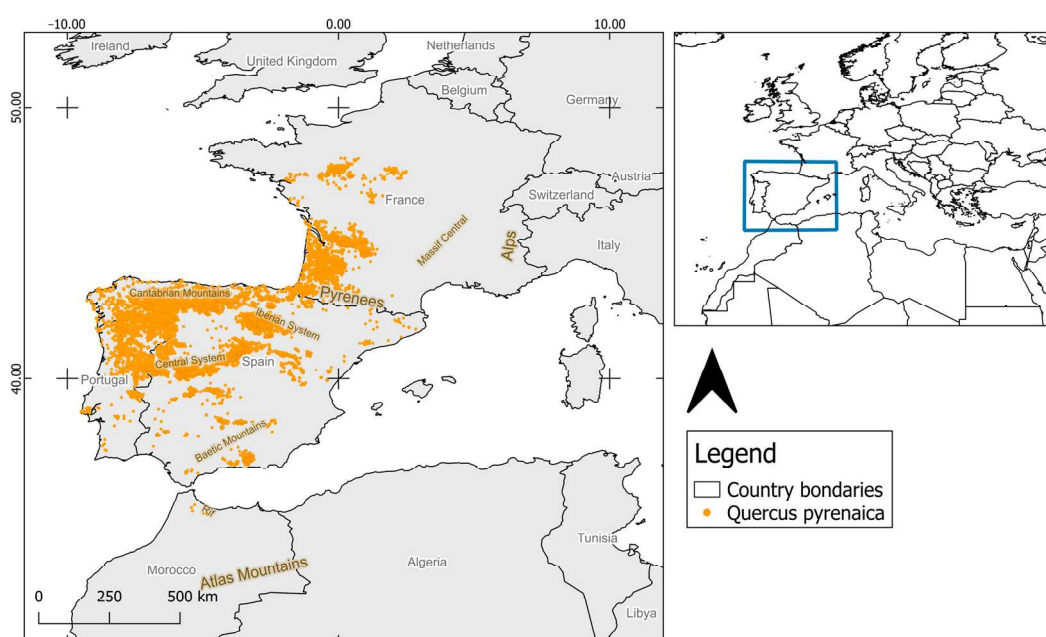 −10.00 0.00 10.00
Ireland
Netherlands
United Kingdom
Belgium
Germany
50.00
Austria
France
Switzerland
Massif Central
Alps
Italy
Pyrenees
Cantabrian Mountains
Iberian System
Central System
Spain
40.00
Portugal
Baetic Mountains
Rif
Tunisia
Morocco
Atlas Mountains
Algeria
0 250 500 km
Libya
Legend
Country bondaries
Quercus pyrenaica